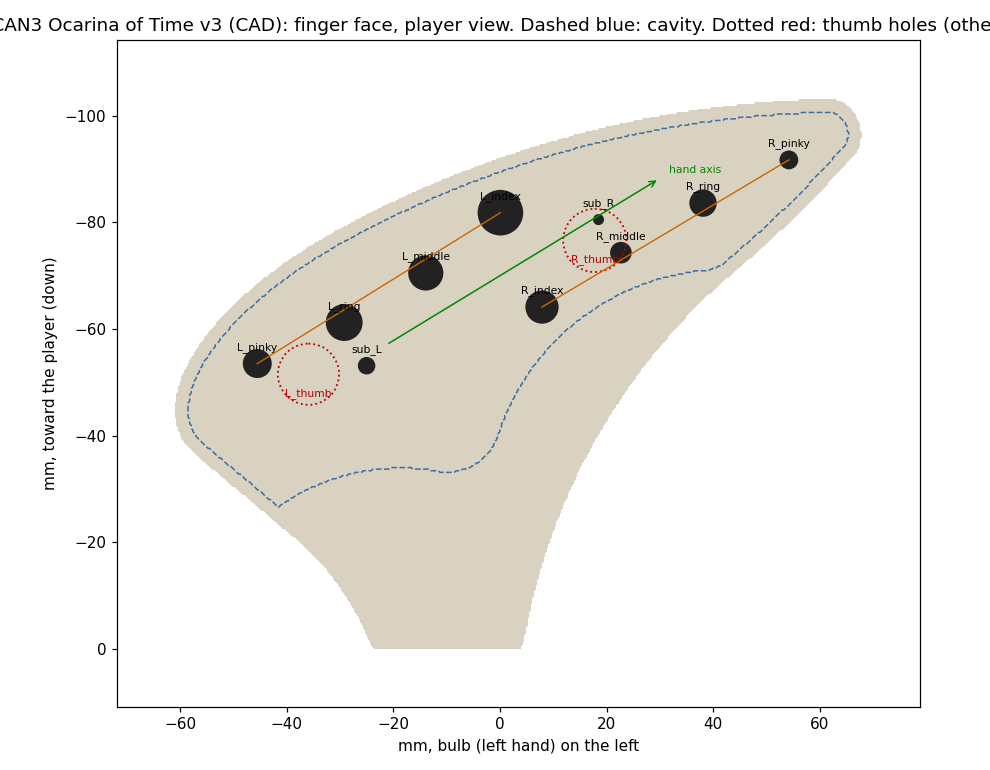 CAN3 Ocarina of Time v3 (CAD): finger face, player view. Dashed blue: cavity. Dotted red: thumb holes (othe
−100
−80
−60
−40
−20
0
mm, toward the player (down)
R_pinky
hand axis
R_ring
L_index
sub_R
R_middle
L_middle
R_thumb
R_index
L_ring
L_pinky
sub_L
L_thumb
−60
−40
−20
0
20
40
60
mm, bulb (left hand) on the left